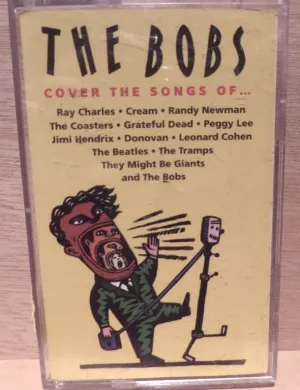 THE BOBS
COVER THE SONGS OF...
Ray Charles • Cream • Randy Newman
The Coasters • Grateful Dead • Peggy Lee
Jimi Hendrix • Donovan • Leonard Cohen
The Beatles • The Tramps
They Might Be Giants
and The Bobs